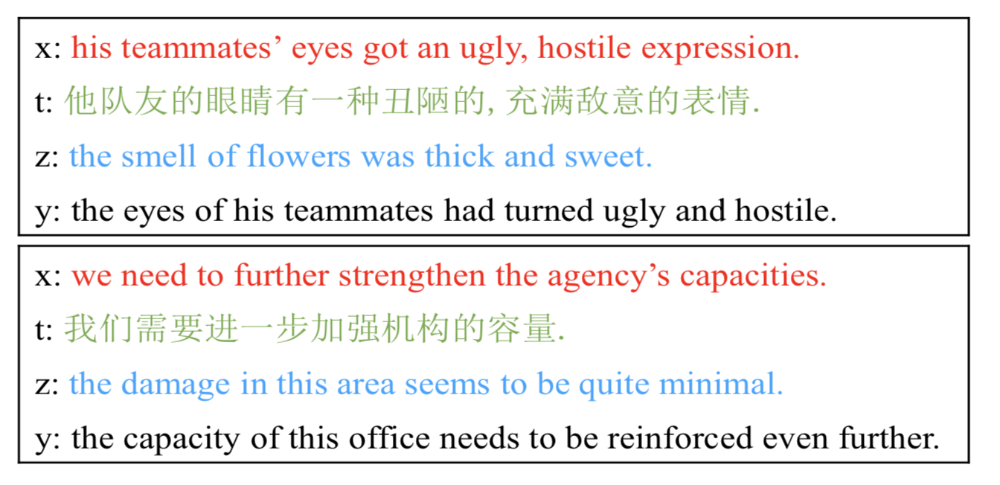 x: his teammates’ eyes got an ugly, hostile expression.
t: 他队友的眼睛有一种丑陋的, 充满敌意的表情.
z: the smell of flowers was thick and sweet.
y: the eyes of his teammates had turned ugly and hostile.
x: we need to further strengthen the agency’s capacities.
t: 我们需要进一步加强机构的容量.
z: the damage in this area seems to be quite minimal.
y: the capacity of this office needs to be reinforced even further.